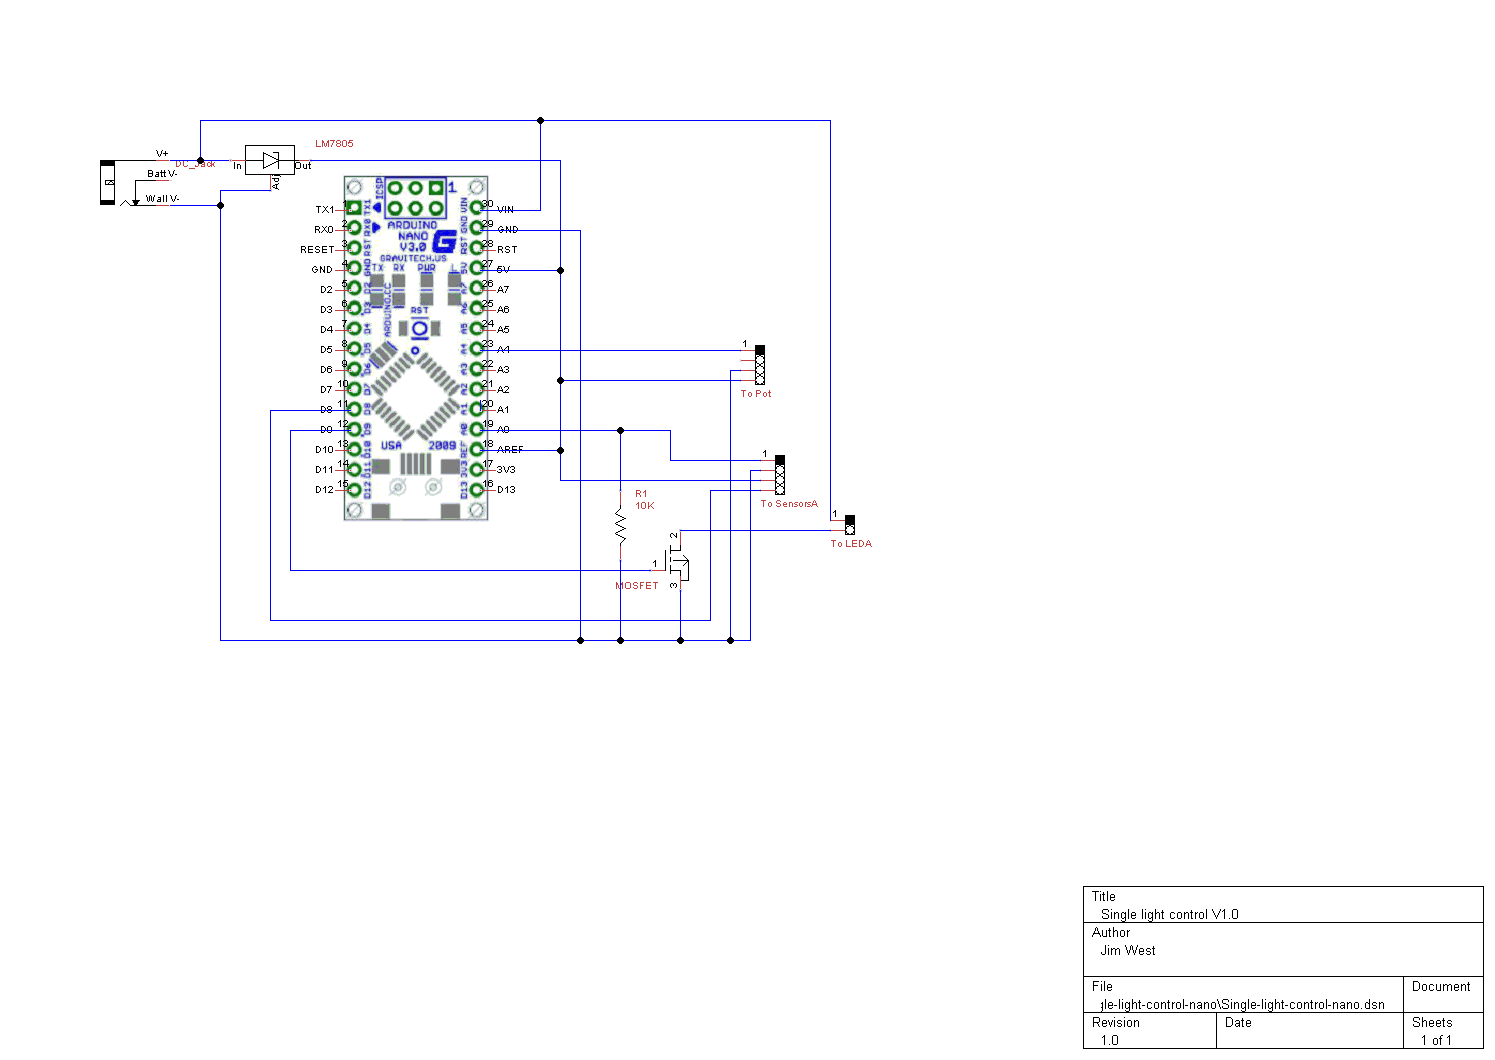 LM7805
V+
DC_Jack
In
Out
Adj
Batt V-
Wall V-
ICSP
1
1 TX1
2 RX0
3 RESET
4 GND
5 D2
6 D3
7 D4
8 D5
9 D6
10 D7
11 D8
12 D9
13 D10
14 D11
15 D12
TX1
RX0
RST
GND
D2
D3
D4
D5
D6
D7
D8
D9
D10
D11
D12
ARDUINO
NANO
V3.0
G
GRAVITECH.US
TX RX PWR L
ARDUINO.CC
RST
USA 2009
VIN
GND
RST
5V
A7
A6
A5
A4
A3
A2
A1
A0
REF
3V3
D13
30 VIN
29 GND
28 RST
27 5V
26 A7
25 A6
24 A5
23 A4
22 A3
21 A2
20 A1
19 A0
18 AREF
17 3V3
16 D13
1
To Pot
1
To SensorsA
R1
10K
1
To LEDA
2
1
MOSFET
3
Title
Single light control V1.0
Author
Jim West
File
gle-light-control-nano\Single-light-control-nano.dsn
Document
Revision
1.0
Date
Sheets
1 of 1